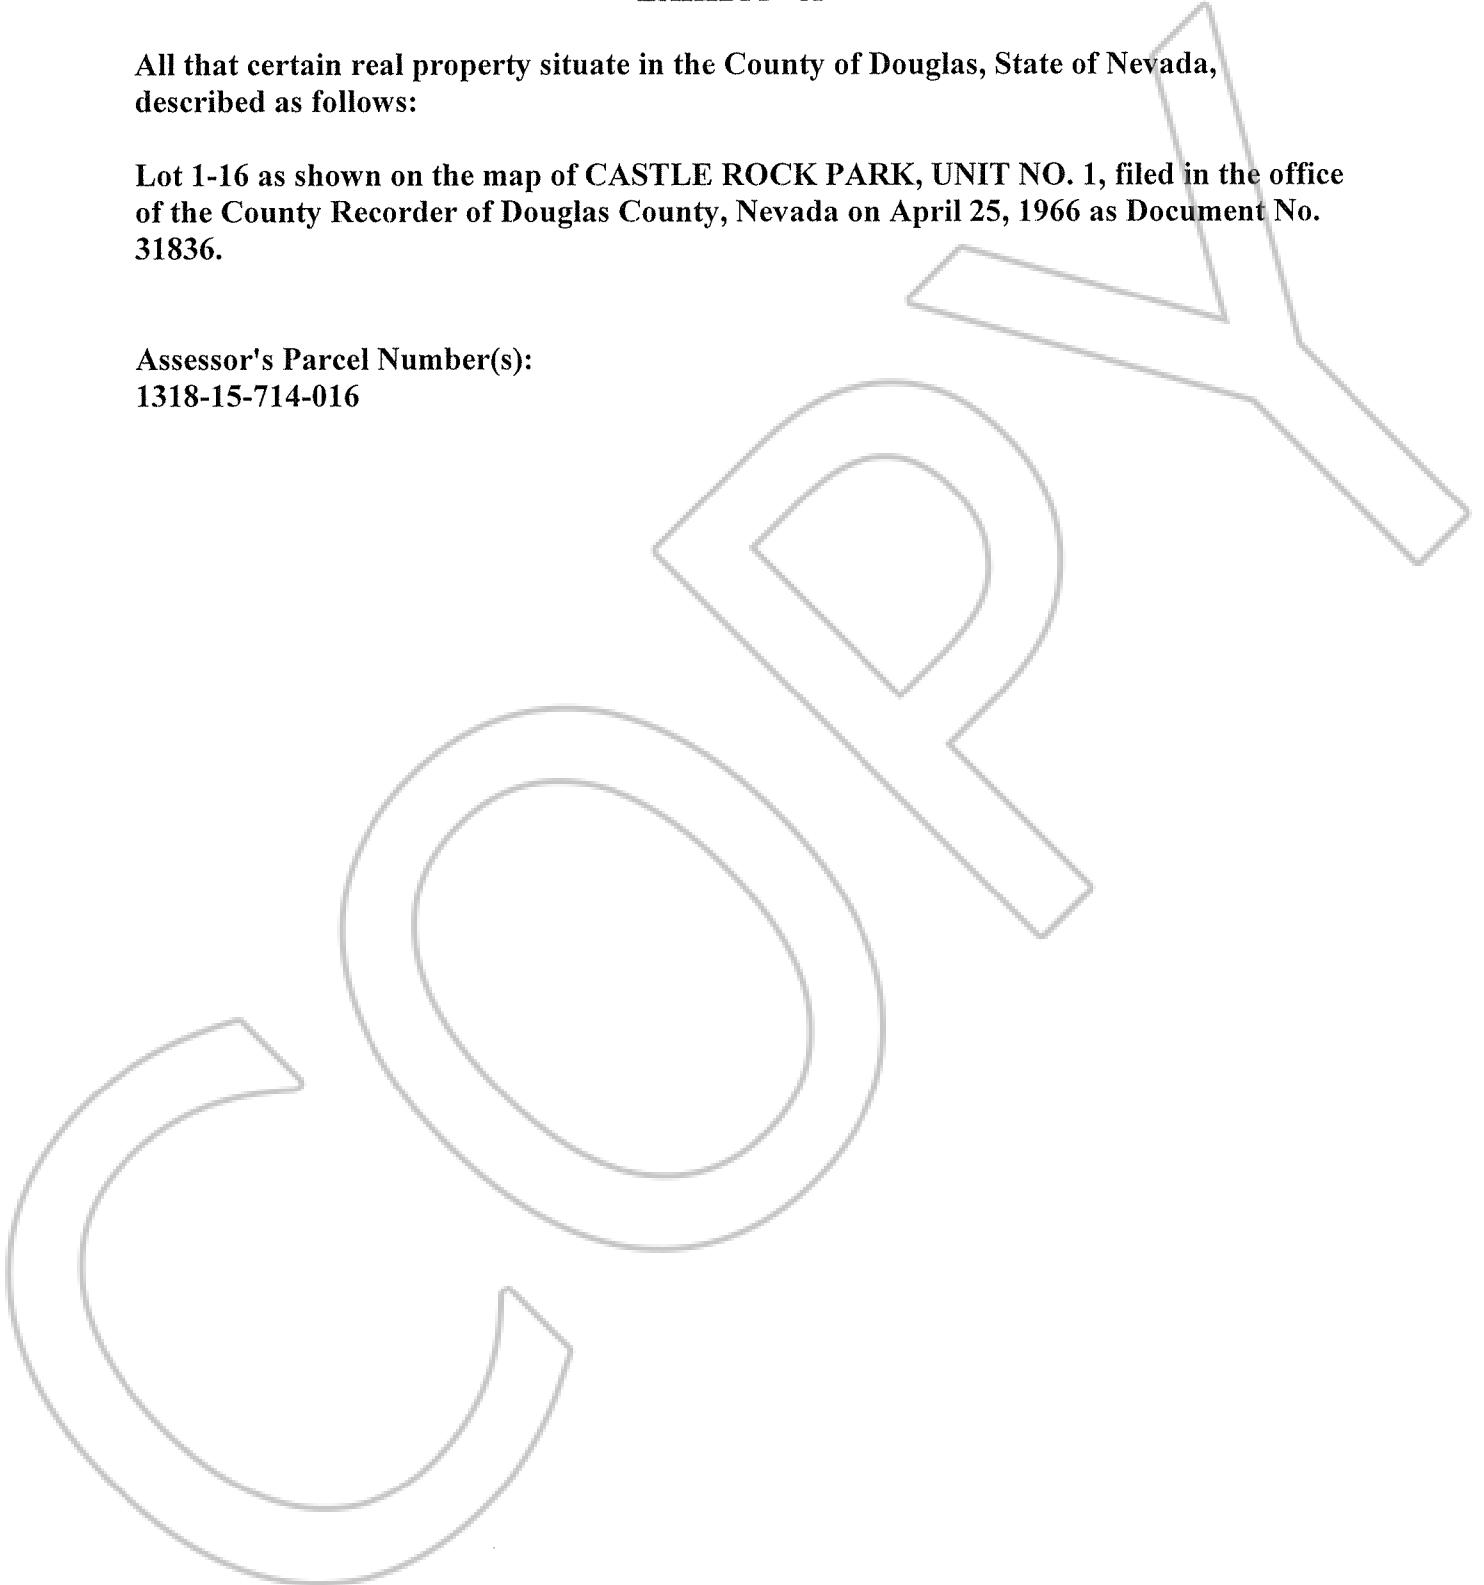 All that certain real property situate in the County of Douglas, State of Nevada,
described as follows:
Lot 1-16 as shown on the map of CASTLE ROCK PARK, UNIT NO. 1, filed in the office
of the County Recorder of Douglas County, Nevada on April 25, 1966 as Document No.
31836.
Assessor's Parcel Number(s):
1318-15-714-016
COPY